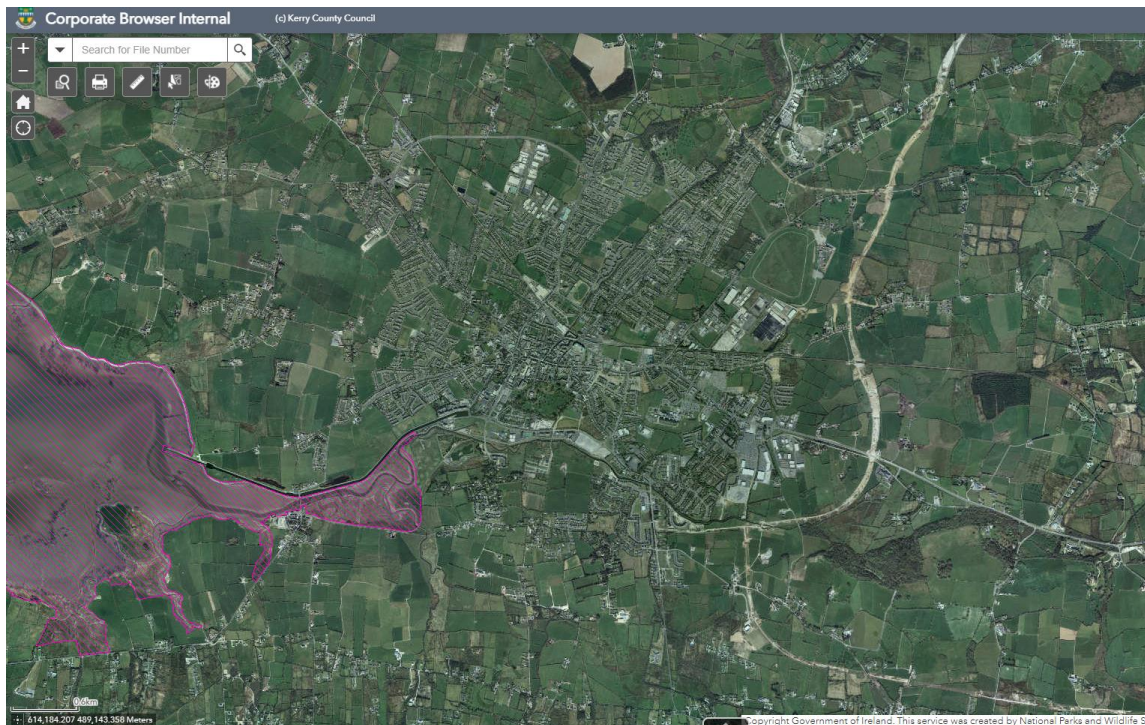 Corporate Browser Internal (c) Kerry County Council
Search for File Number
0.6km
614,184.207 489,143.358 Meters
Copyright Government of Ireland. This service was created by National Parks and Wildlife S